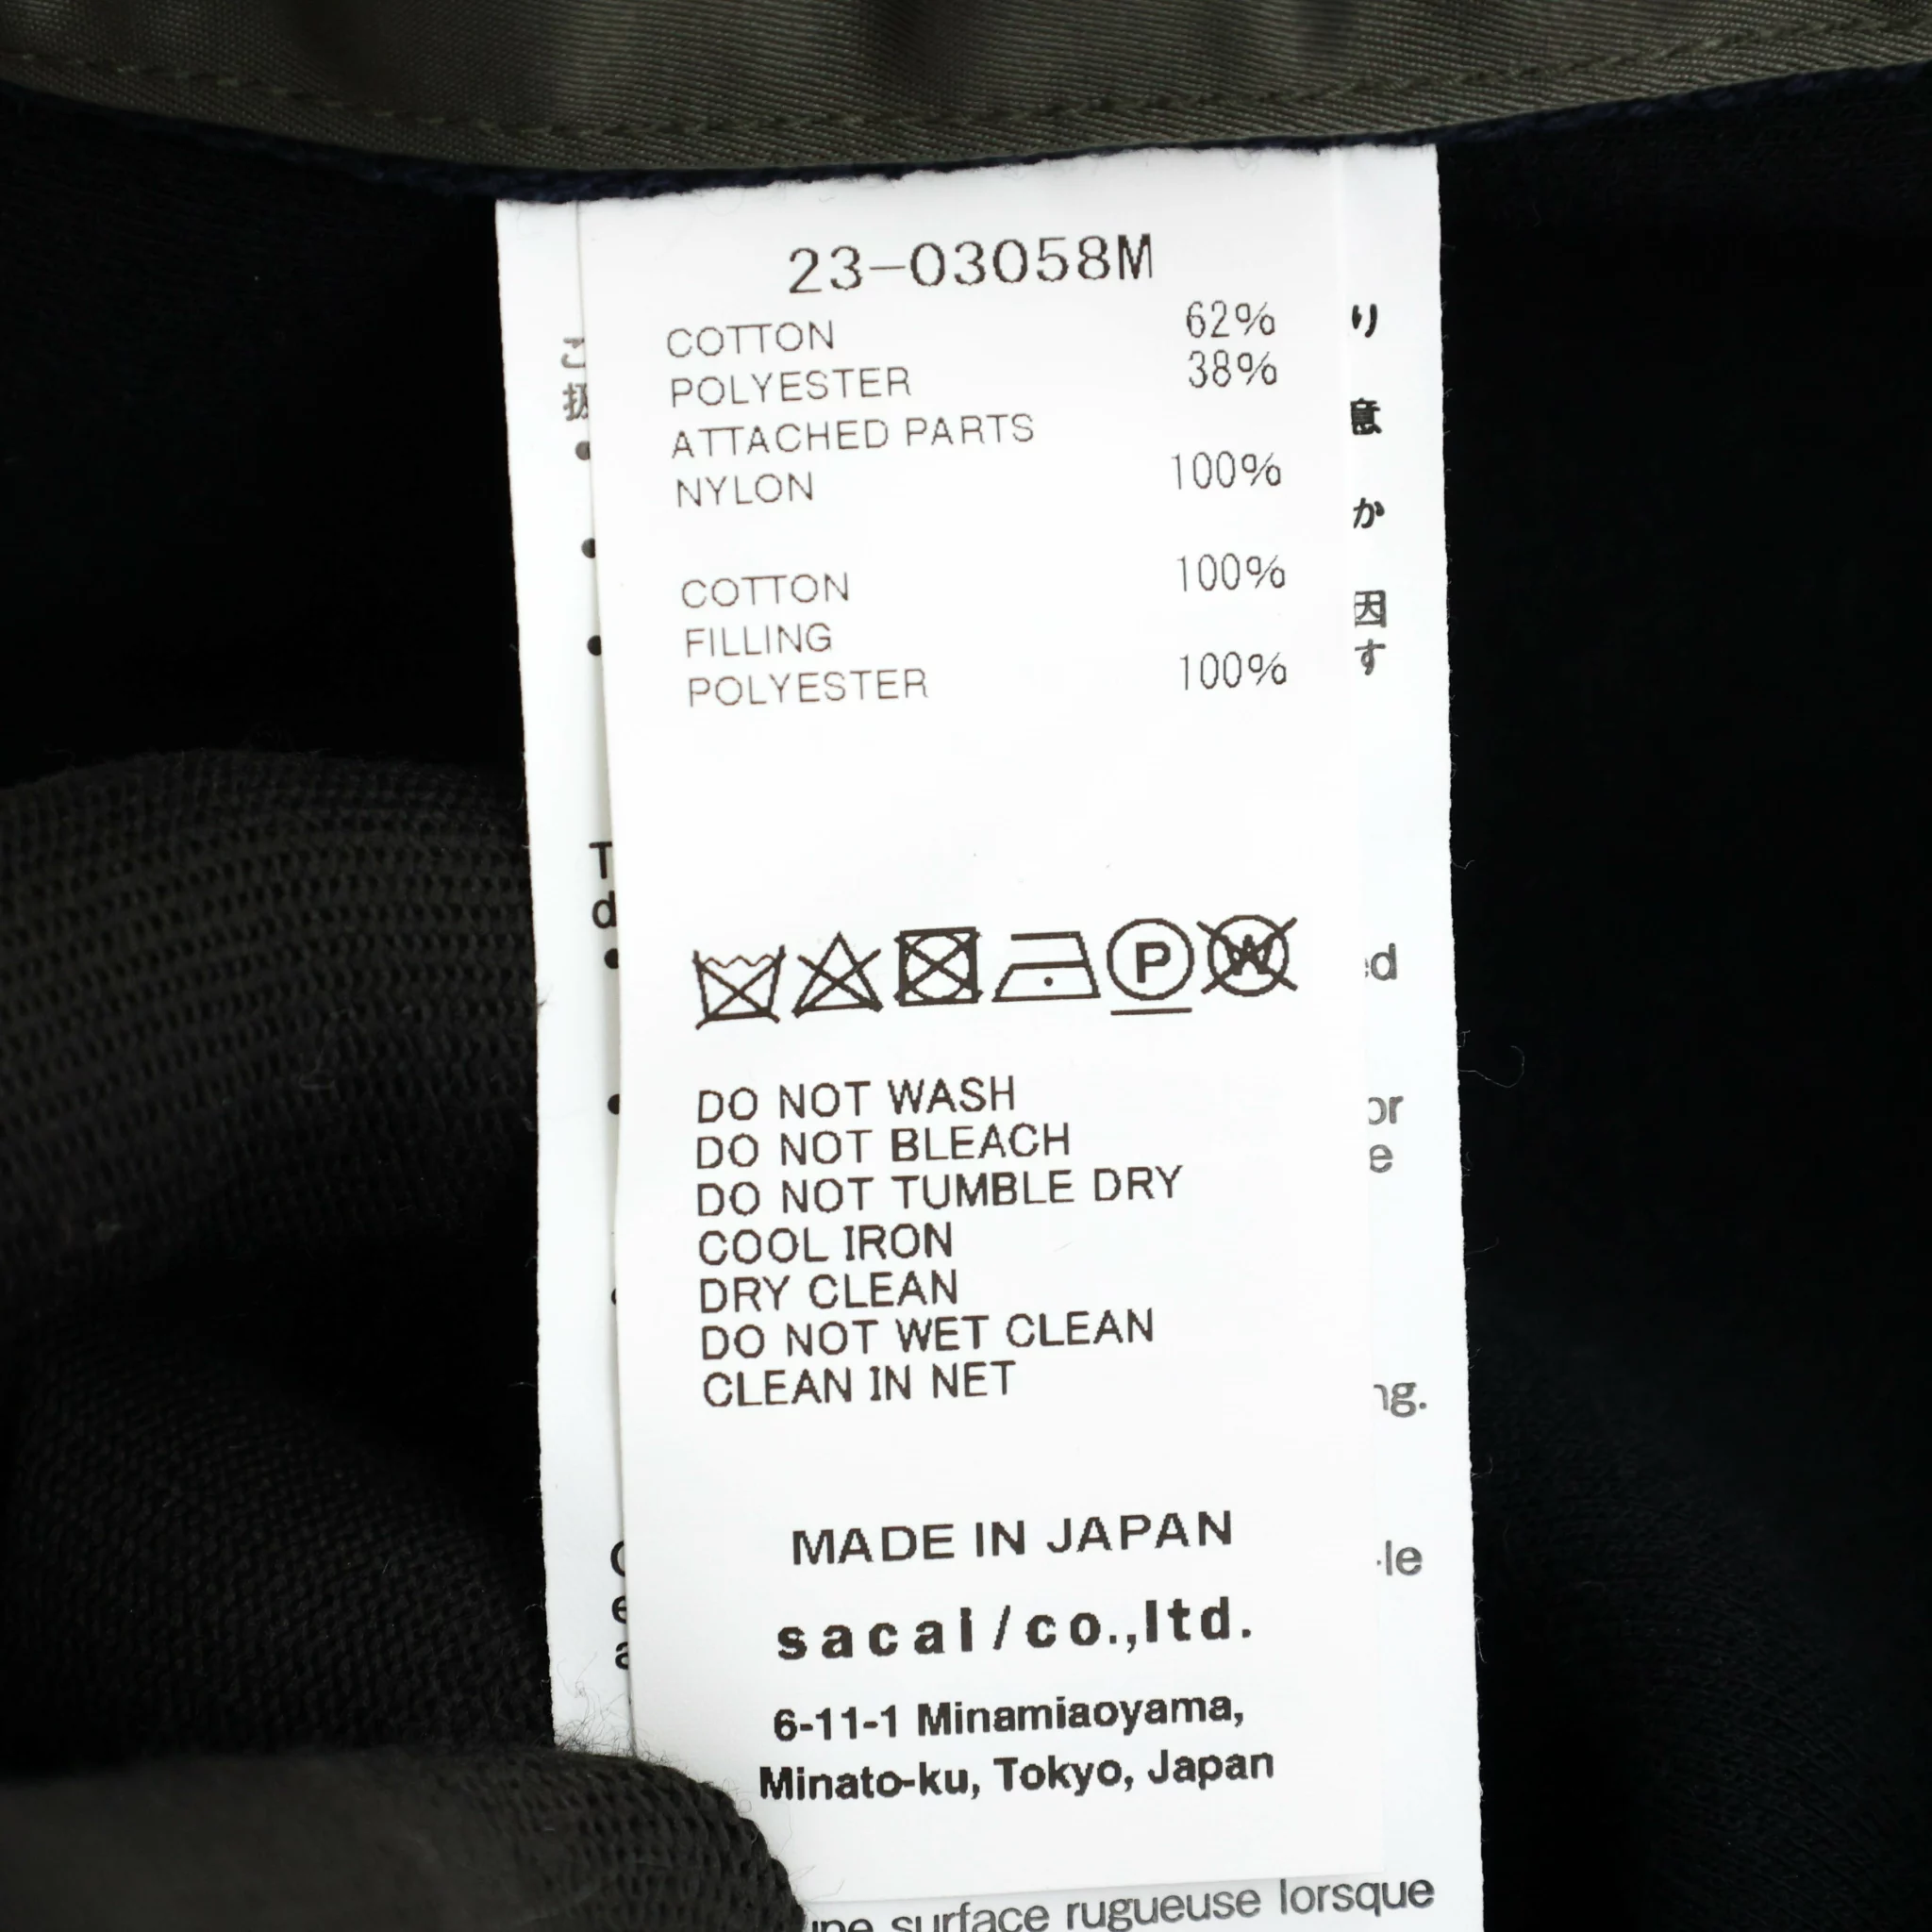 23-03058M
COTTON 62%
POLYESTER 38%
ATTACHED PARTS
NYLON 100%
COTTON 100%
FILLING
POLYESTER 100%
P W
DO NOT WASH
DO NOT BLEACH
DO NOT TUMBLE DRY
COOL IRON
DRY CLEAN
DO NOT WET CLEAN
CLEAN IN NET
MADE IN JAPAN
sacai/co.,ltd.
6-11-1 Minamiaoyama,
Minato-ku, Tokyo, Japan
surface rugueuse lorsque